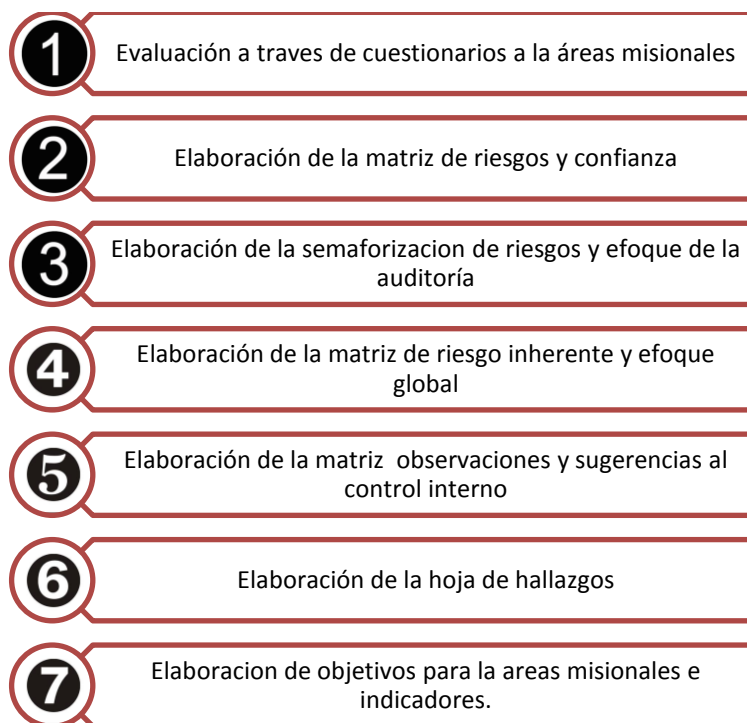 1
Evaluación a traves de cuestionarios a la áreas misionales
2
Elaboración de la matriz de riesgos y confianza
3
Elaboración de la semaforizacion de riesgos y efoque de la
auditoría
4
Elaboración de la matriz de riesgo inherente y efoque
global
5
Elaboración de la matriz observaciones y sugerencias al
control interno
6
Elaboración de la hoja de hallazgos
7
Elaboracion de objetivos para la areas misionales e
indicadores.